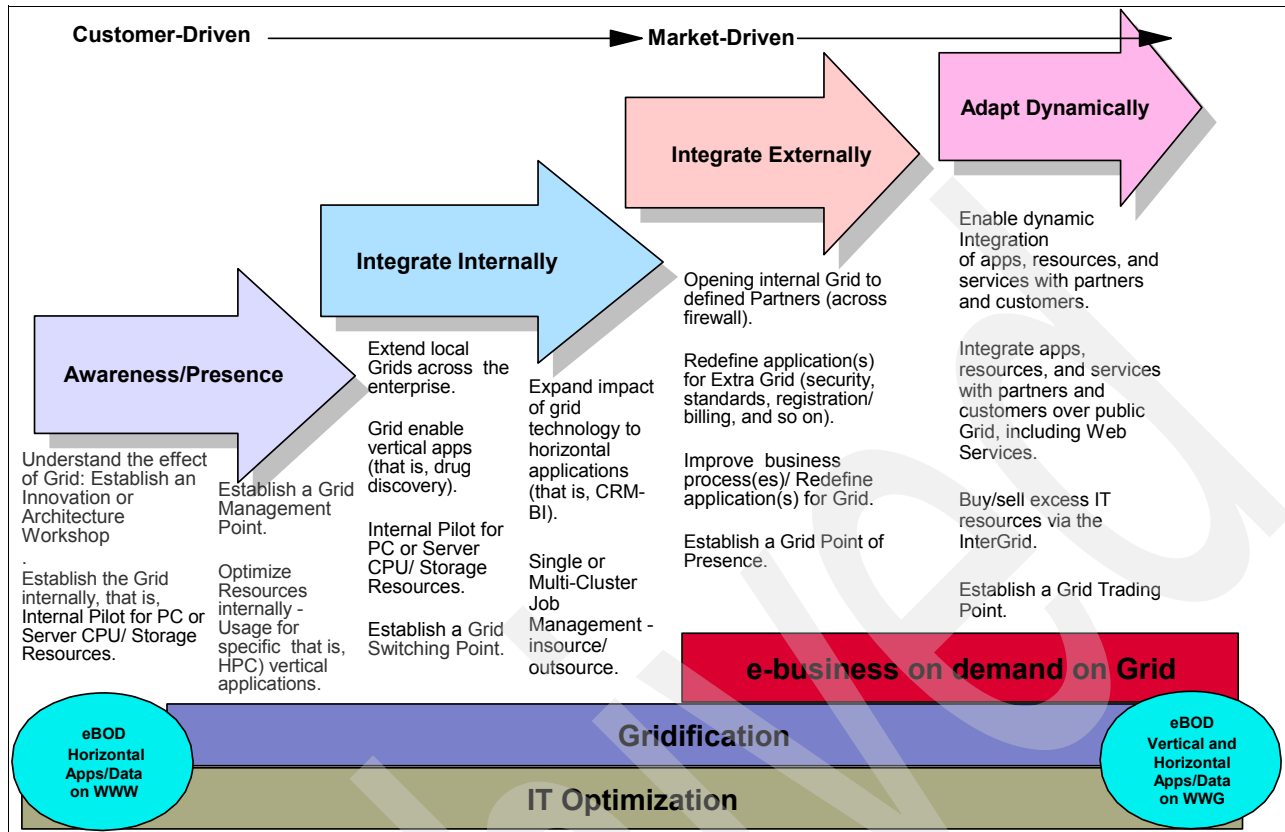 Customer-Driven
Market-Driven
Adapt Dynamically
Integrate Externally
Integrate Internally
Awareness/Presence
Understand the effect
of Grid: Establish an
Innovation or
Architecture
Workshop
.
Establish the Grid
internally, that is,
Internal Pilot for PC or
Server CPU/ Storage
Resources.
Establish a Grid
Management
Point.
Optimize
Resources
internally -
Usage for
specific that is,
HPC) vertical
applications.
Extend local
Grids across the
enterprise.
Grid enable
vertical apps
(that is, drug
discovery).
Internal Pilot for
PC or Server
CPU/ Storage
Resources.
Establish a Grid
Switching Point.
Expand impact
of grid
technology to
horizontal
applications
(that is, CRM-
BI).
Single or
Multi-Cluster
Job
Management -
insource/
outsource.
Opening internal Grid to
defined Partners (across
firewall).
Redefine application(s)
for Extra Grid (security,
standards, registration/
billing, and so on).
Improve business
process(es)/ Redefine
application(s) for Grid.
Establish a Grid Point of
Presence.
Enable dynamic
Integration
of apps, resources, and
services with partners
and customers.
Integrate apps,
resources, and services
with partners and
customers over public
Grid, including Web
Services.
Buy/sell excess IT
resources via the
InterGrid.
Establish a Grid Trading
Point.
e-business on demand on Grid
Gridification
IT Optimization
eBOD
Horizontal
Apps/Data
on WWW
eBOD
Vertical and
Horizontal
Apps/Data
on WWG